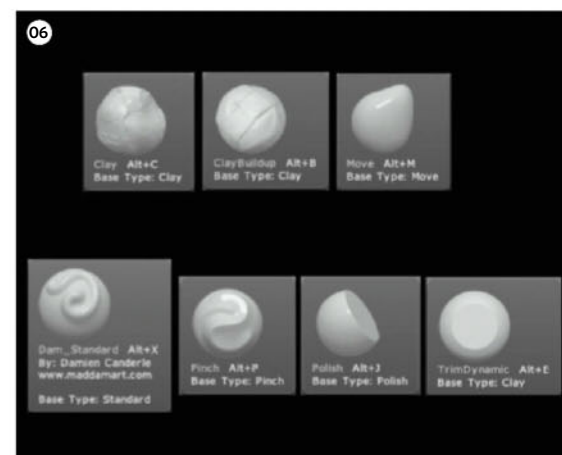 06
Clay Alt+C
Base Type: Clay
ClayBuildup Alt+B
Base Type: Clay
Move Alt+M
Base Type: Move
Dam_Standard Alt+X
By: Damien Canderle
www.maddamart.com
Base Type: Standard
Pinch Alt+P
Base Type: Pinch
Polish Alt+J
Base Type: Polish
TrimDynamic Alt+E
Base Type: Clay